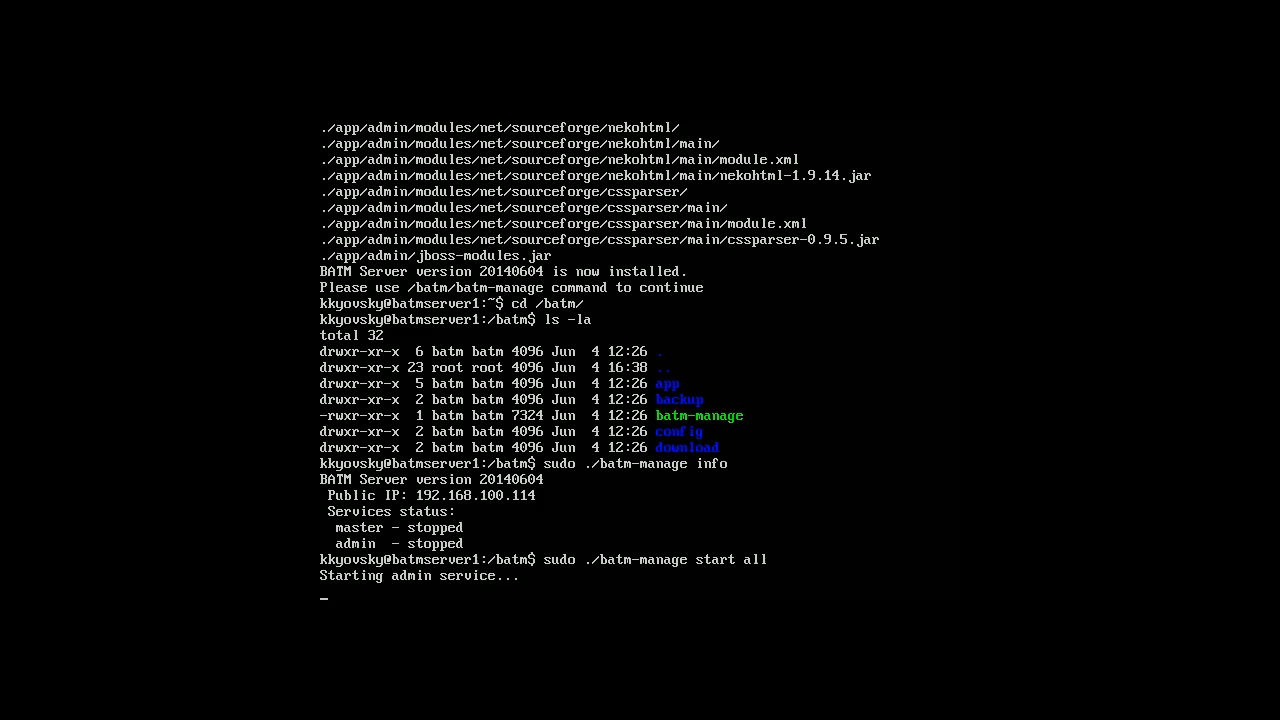 ./app/admin/modules/net/sourceforge/nekohtml/
./app/admin/modules/net/sourceforge/nekohtml/main/
./app/admin/modules/net/sourceforge/nekohtml/main/module.xml
./app/admin/modules/net/sourceforge/nekohtml/main/nekohtml-1.9.14.jar
./app/admin/modules/net/sourceforge/cssparser/
./app/admin/modules/net/sourceforge/cssparser/main/
./app/admin/modules/net/sourceforge/cssparser/main/module.xml
./app/admin/modules/net/sourceforge/cssparser/main/cssparser-0.9.5.jar
./app/admin/jboss-modules.jar
BATM Server version 20140604 is now installed.
Please use /batm/batm-manage command to continue
kkyovsky@batmserver1:~$ cd /batm/
kkyovsky@batmserver1:/batm$ ls -la
total 32
drwxr-xr-x  6 batm batm 4096 Jun  4 12:26 .
drwxr-xr-x 23 root root 4096 Jun  4 16:38 ..
drwxr-xr-x  5 batm batm 4096 Jun  4 12:26 app
drwxr-xr-x  2 batm batm 4096 Jun  4 12:26 backup
-rwxr-xr-x  1 batm batm 7324 Jun  4 12:26 batm-manage
drwxr-xr-x  2 batm batm 4096 Jun  4 12:26 config
drwxr-xr-x  2 batm batm 4096 Jun  4 12:26 download
kkyovsky@batmserver1:/batm$ sudo ./batm-manage info
BATM Server version 20140604
 Public IP: 192.168.100.114
 Services status:
  master - stopped
  admin  - stopped
kkyovsky@batmserver1:/batm$ sudo ./batm-manage start all
Starting admin service...
_